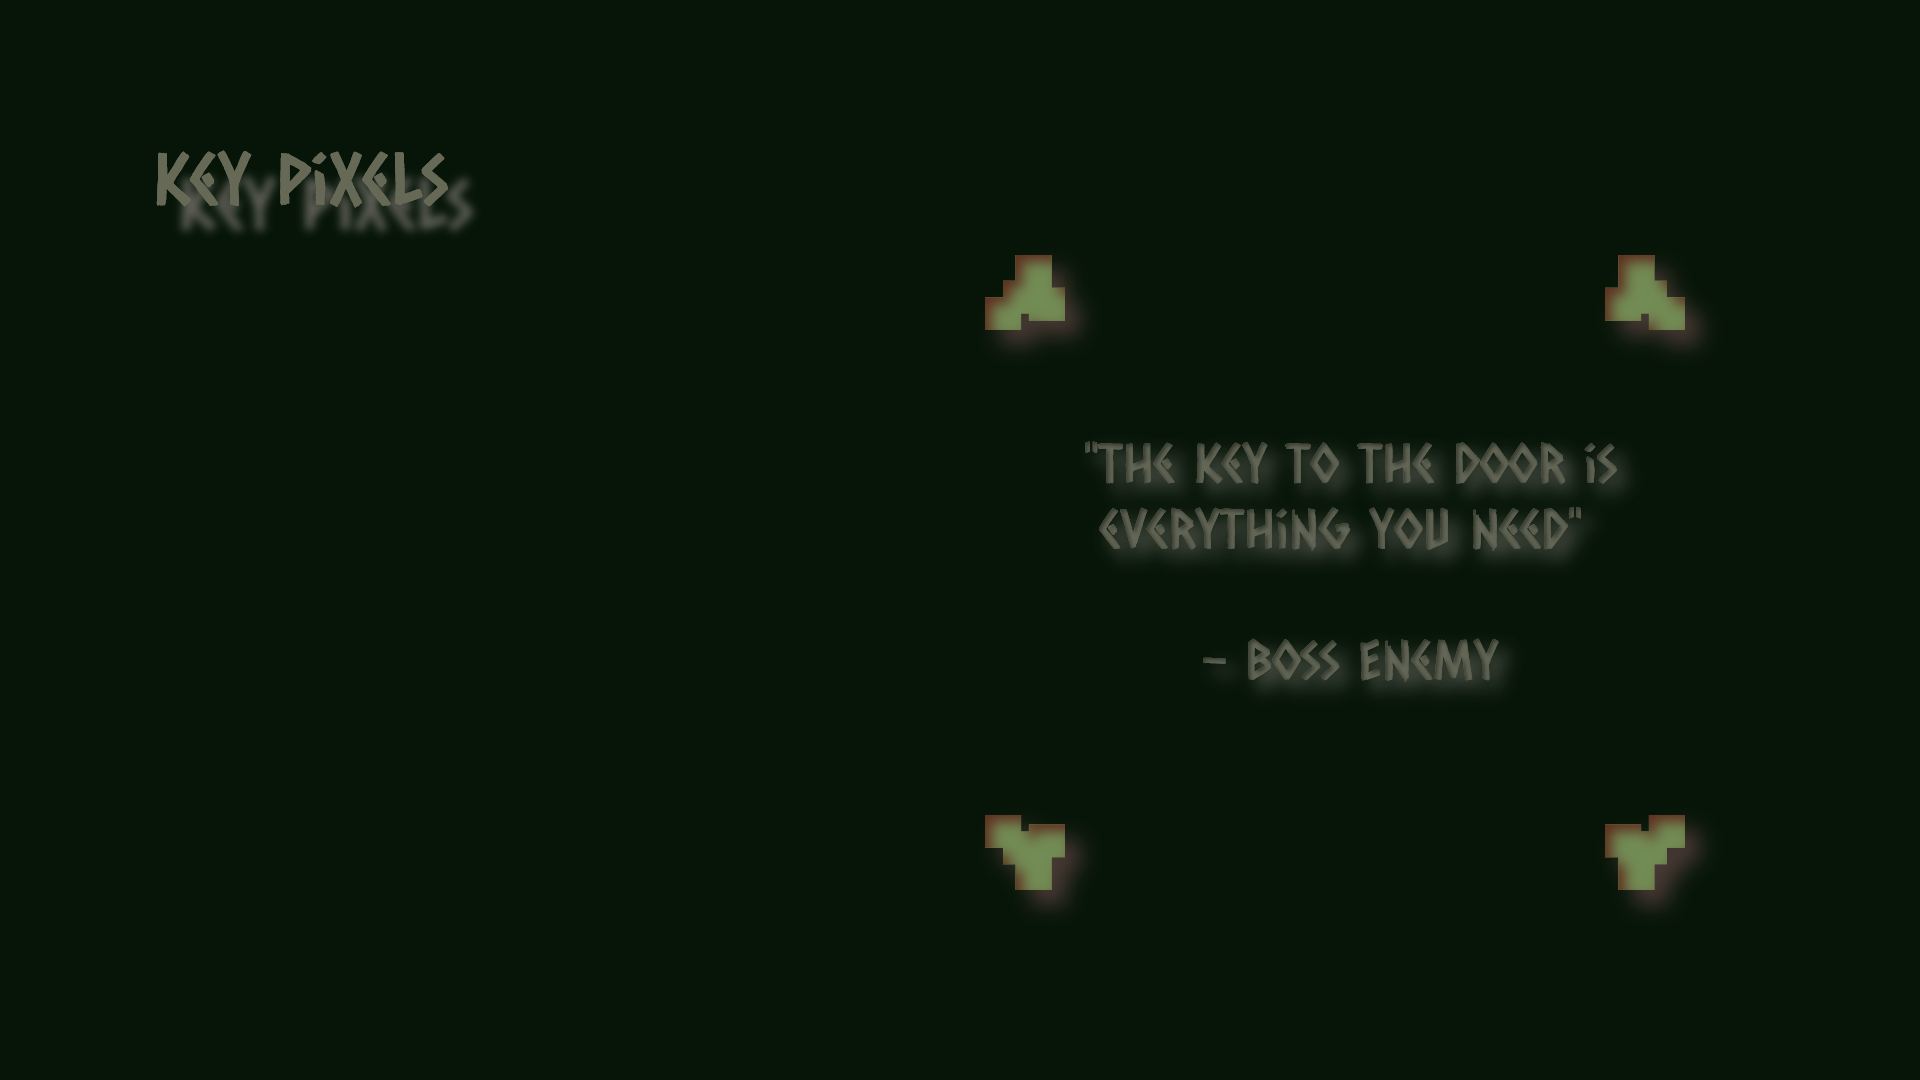 KEY PiXELS
"THE KEY TO THE DOOR iS
EVERYTHiNG YOU NEED"
- BOSS ENEMY